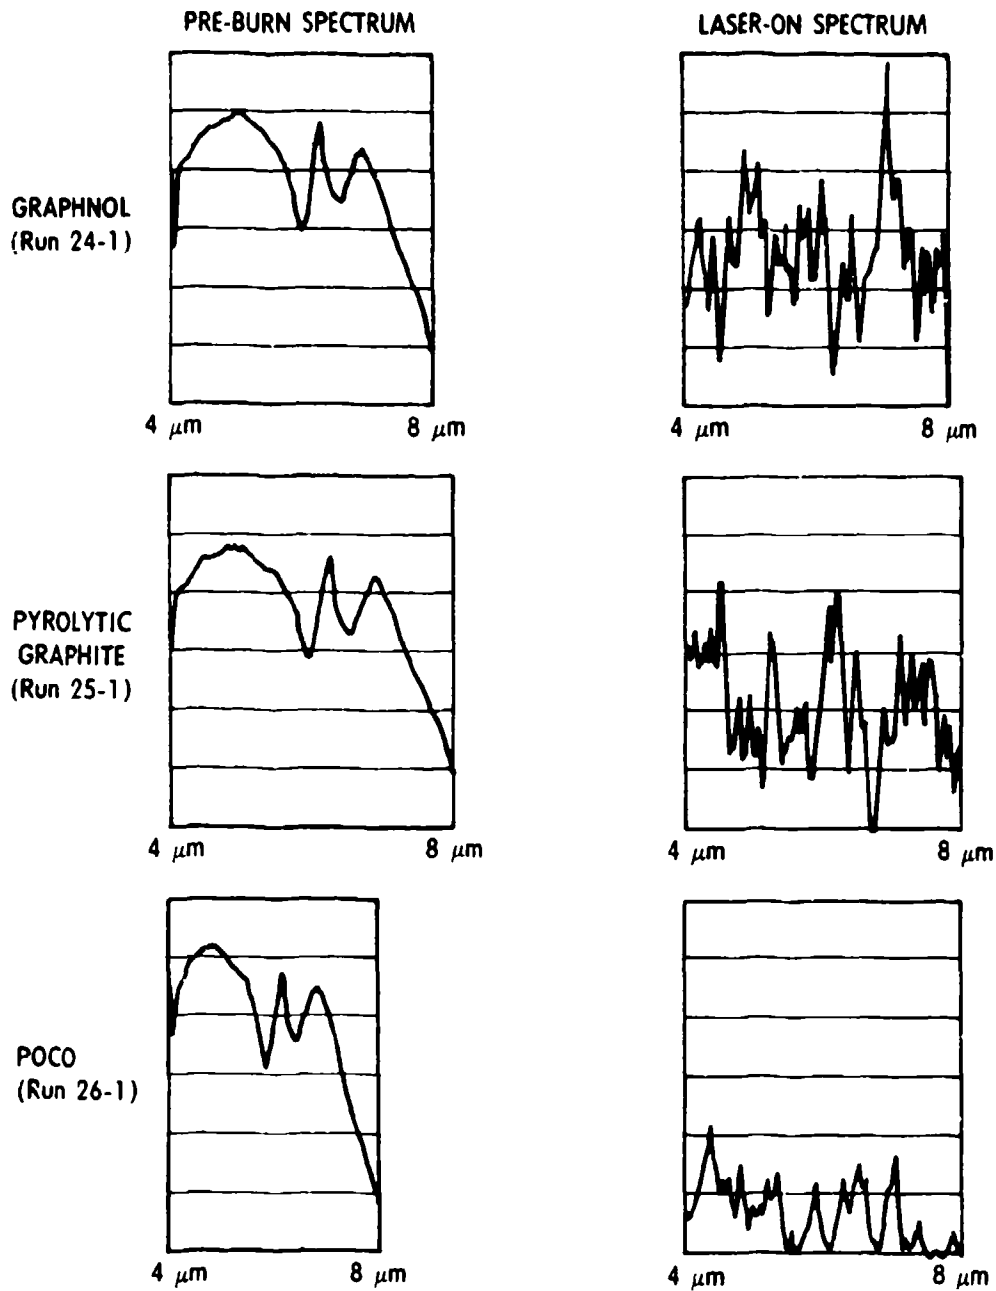 PRE-BURN SPECTRUM
LASER-ON SPECTRUM
GRAPHNOL
(Run 24-1)
4 μm
8 μm
4 μm
8 μm
PYROLYTIC
GRAPHITE
(Run 25-1)
4 μm
8 μm
4 μm
8 μm
POCO
(Run 26-1)
4 μm
8 μm
4 μm
8 μm